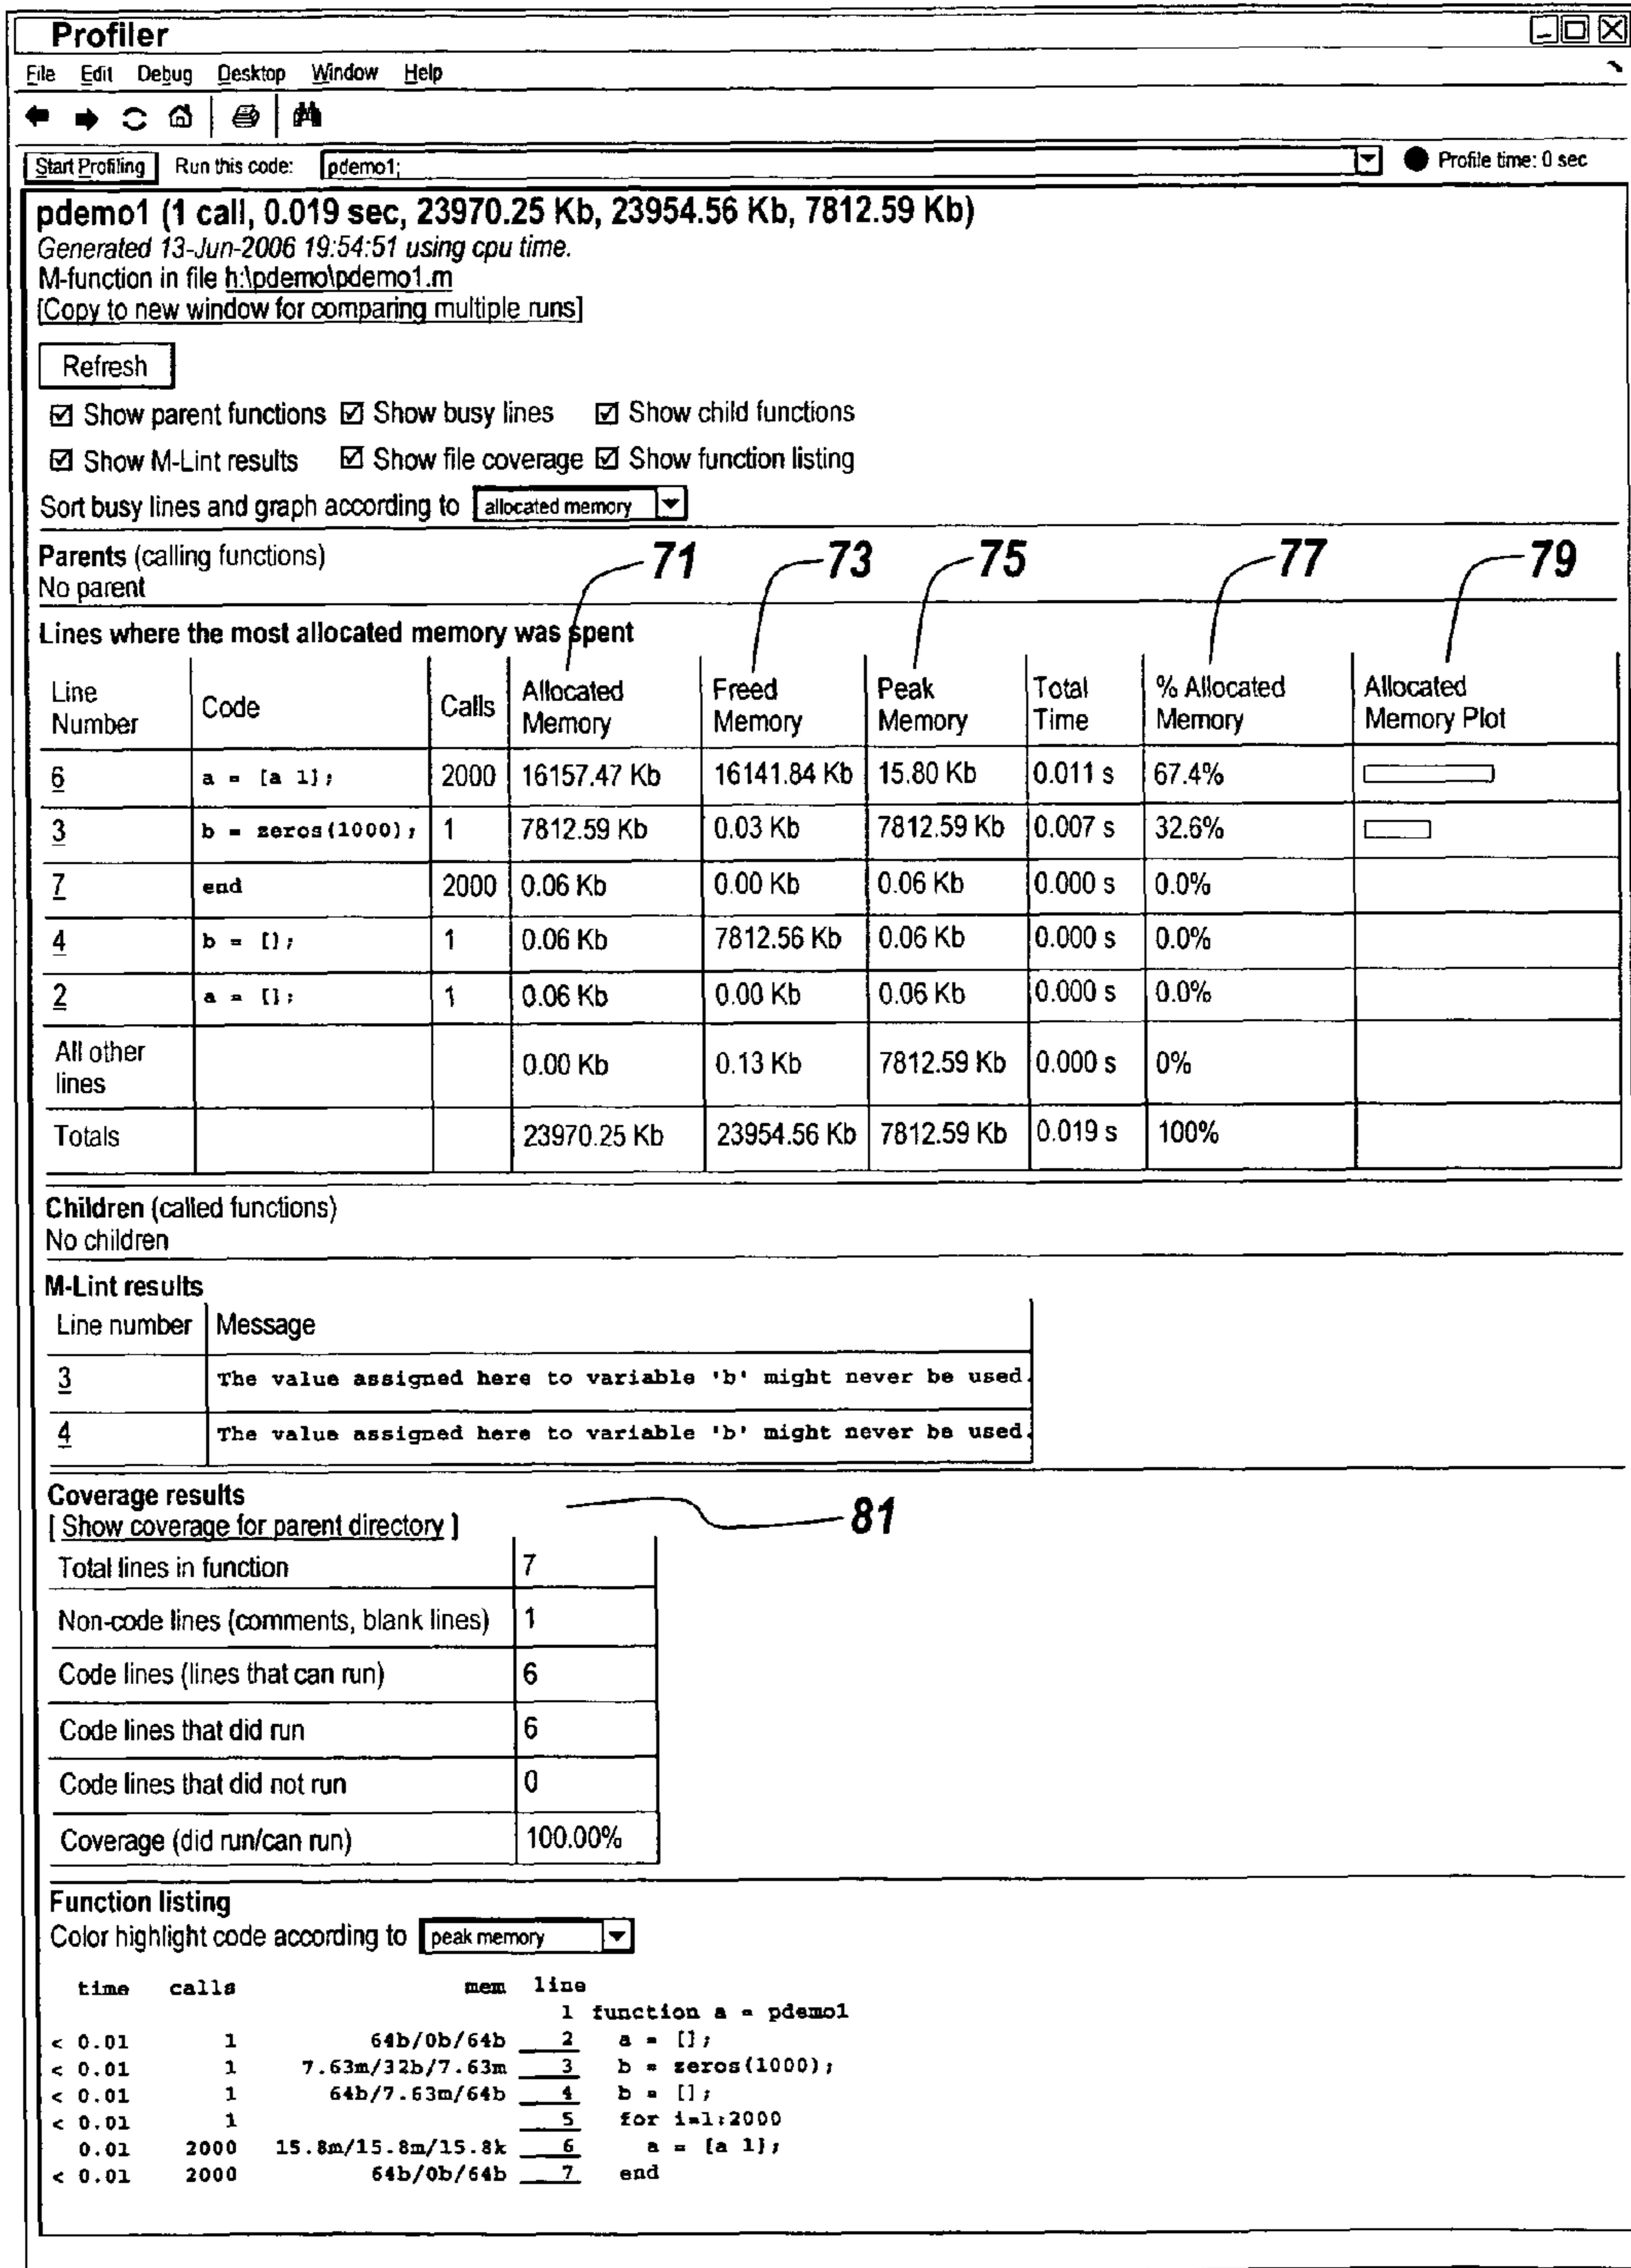 Profiler
File Edit Debug Desktop Window Help
Start Profiling Run this code: pdemo1; Profile time: 0 sec
pdemo1 (1 call, 0.019 sec, 23970.25 Kb, 23954.56 Kb, 7812.59 Kb)
Generated 13-Jun-2006 19:54:51 using cpu time.
M-function in file h:\pdemo\pdemo1.m
[Copy to new window for comparing multiple runs]
Refresh
Show parent functions Show busy lines Show child functions
Show M-Lint results Show file coverage Show function listing
Sort busy lines and graph according to allocated memory
Parents (calling functions)
No parent
71 73 75 77 79
Lines where the most allocated memory was spent
Line Number Code Calls Allocated Memory Freed Memory Peak Memory Total Time % Allocated Memory Allocated Memory Plot
6 a = [a 1]; 2000 16157.47 Kb 16141.84 Kb 15.80 Kb 0.011 s 67.4%
3 b = zeros(1000); 1 7812.59 Kb 0.03 Kb 7812.59 Kb 0.007 s 32.6%
7 end 2000 0.06 Kb 0.00 Kb 0.06 Kb 0.000 s 0.0%
4 b = []; 1 0.06 Kb 7812.56 Kb 0.06 Kb 0.000 s 0.0%
2 a = []; 1 0.06 Kb 0.00 Kb 0.06 Kb 0.000 s 0.0%
All other lines 0.00 Kb 0.13 Kb 7812.59 Kb 0.000 s 0%
Totals 23970.25 Kb 23954.56 Kb 7812.59 Kb 0.019 s 100%
Children (called functions)
No children
M-Lint results
Line number Message
3 The value assigned here to variable 'b' might never be used.
4 The value assigned here to variable 'b' might never be used.
Coverage results
[ Show coverage for parent directory ]
81
Total lines in function 7
Non-code lines (comments, blank lines) 1
Code lines (lines that can run) 6
Code lines that did run 6
Code lines that did not run 0
Coverage (did run/can run) 100.00%
Function listing
Color highlight code according to peak memory
time calls mem line
1 function a = pdemo1
< 0.01 1 64b/0b/64b 2 a = [];
< 0.01 1 7.63m/32b/7.63m 3 b = zeros(1000);
< 0.01 1 64b/7.63m/64b 4 b = [];
< 0.01 1 5 for i=1:2000
0.01 2000 15.8m/15.8m/15.8k 6 a = [a 1];
< 0.01 2000 64b/0b/64b 7 end